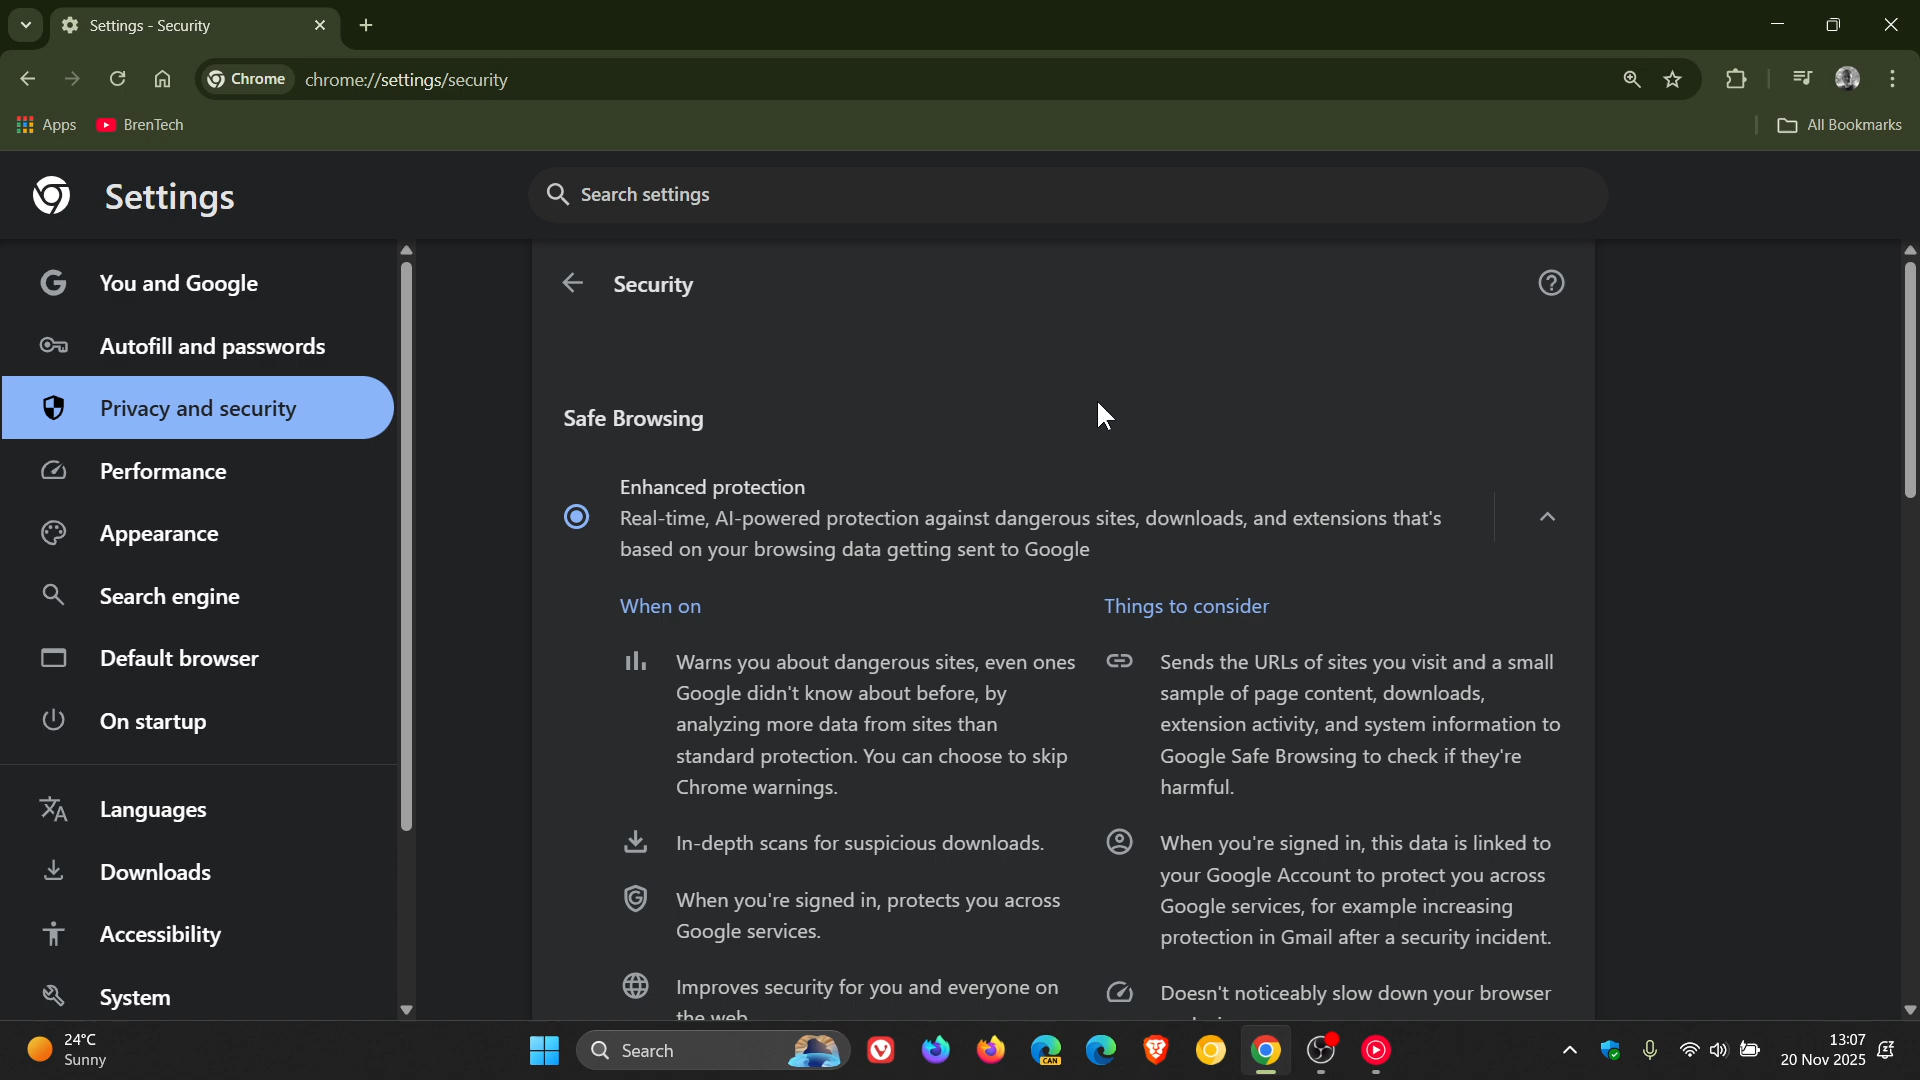 Settings - Security
Chrome
chrome://settings/security
Apps
BrenTech
All Bookmarks
Settings
Search settings
You and Google
Autofill and passwords
Privacy and security
Performance
Appearance
Search engine
Default browser
On startup
Languages
Downloads
Accessibility
System
Security
Safe Browsing
Enhanced protection
Real-time, AI-powered protection against dangerous sites, downloads, and extensions that's
based on your browsing data getting sent to Google
When on
Warns you about dangerous sites, even ones
Google didn't know about before, by
analyzing more data from sites than
standard protection. You can choose to skip
Chrome warnings.
In-depth scans for suspicious downloads.
When you're signed in, protects you across
Google services.
Improves security for you and everyone on
the web.
Things to consider
Sends the URLs of sites you visit and a small
sample of page content, downloads,
extension activity, and system information to
Google Safe Browsing to check if they're
harmful.
When you're signed in, this data is linked to
your Google Account to protect you across
Google services, for example increasing
protection in Gmail after a security incident.
Doesn't noticeably slow down your browser
24°C
Sunny
Search
CAN
13:07
20 Nov 2025